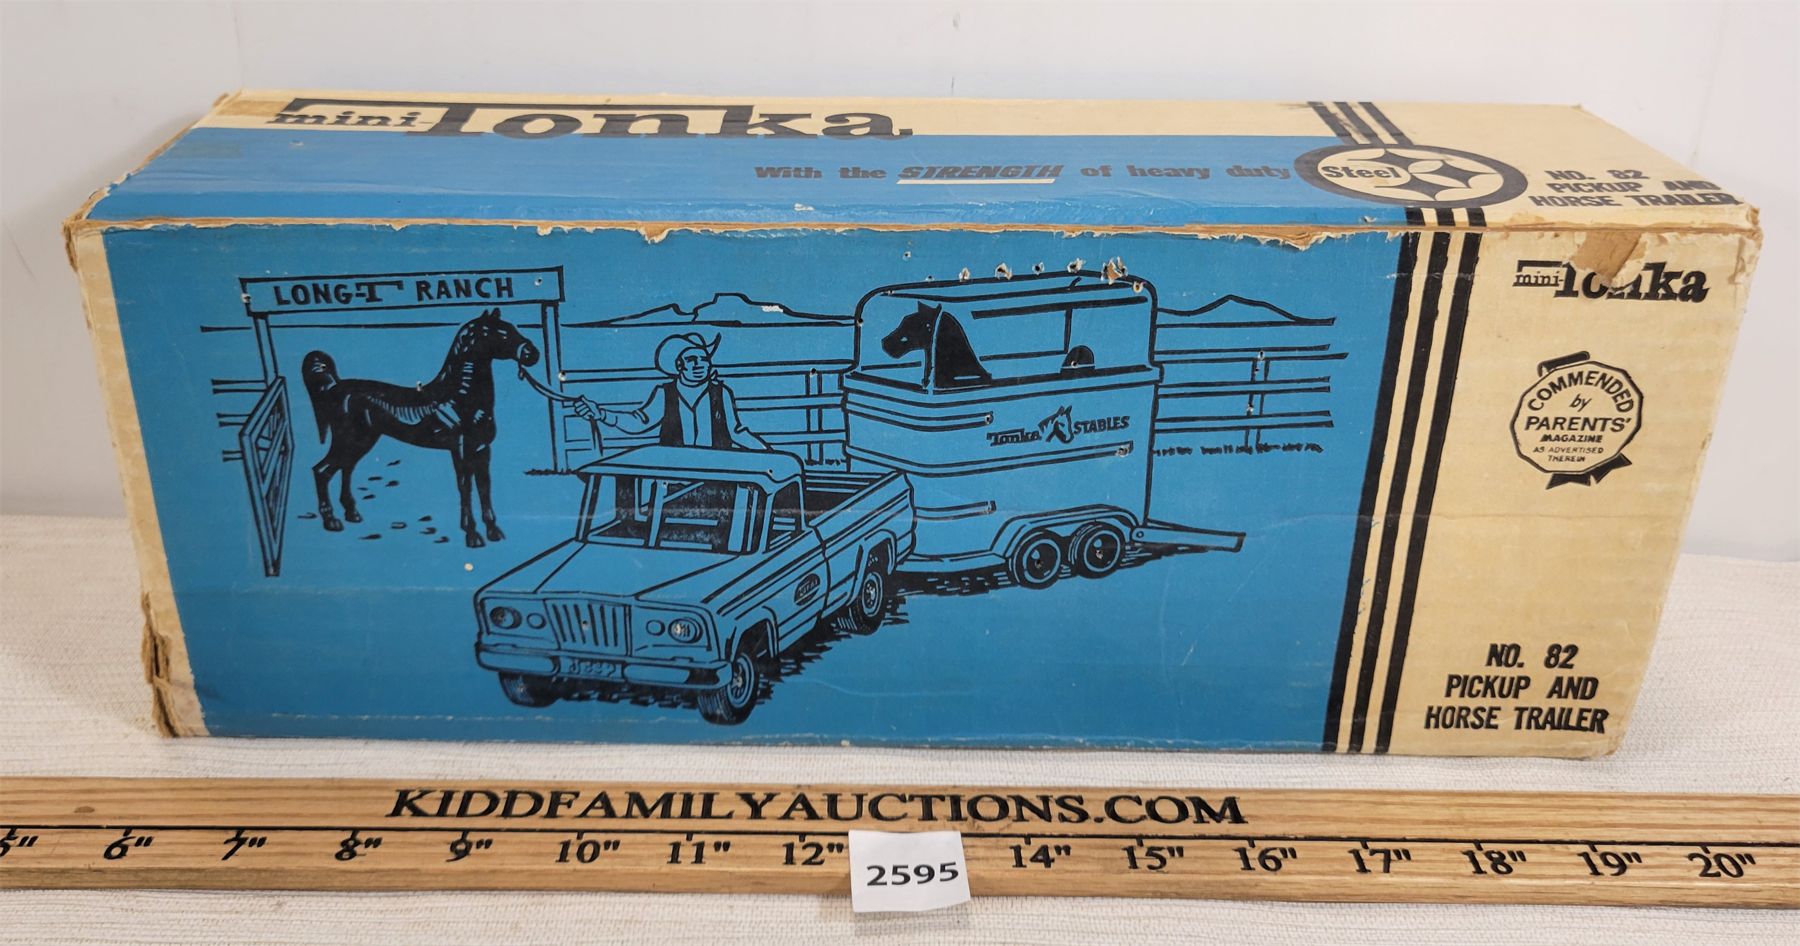 mini-Tonka
With the STRENGTH of heavy duty Steel
NO. 82
PICKUP AND
HORSE TRAILER
LONG-T RANCH
Tonka STABLES
Jeep
mini-Tonka
COMMENDED
by
PARENTS'
MAGAZINE
AS ADVERTISED
THEREIN
NO. 82
PICKUP AND
HORSE TRAILER
KIDDFAMILYAUCTIONS.COM
5" 6" 7" 8" 9" 10" 11" 12" 14" 15" 16" 17" 18" 19" 20"
2595